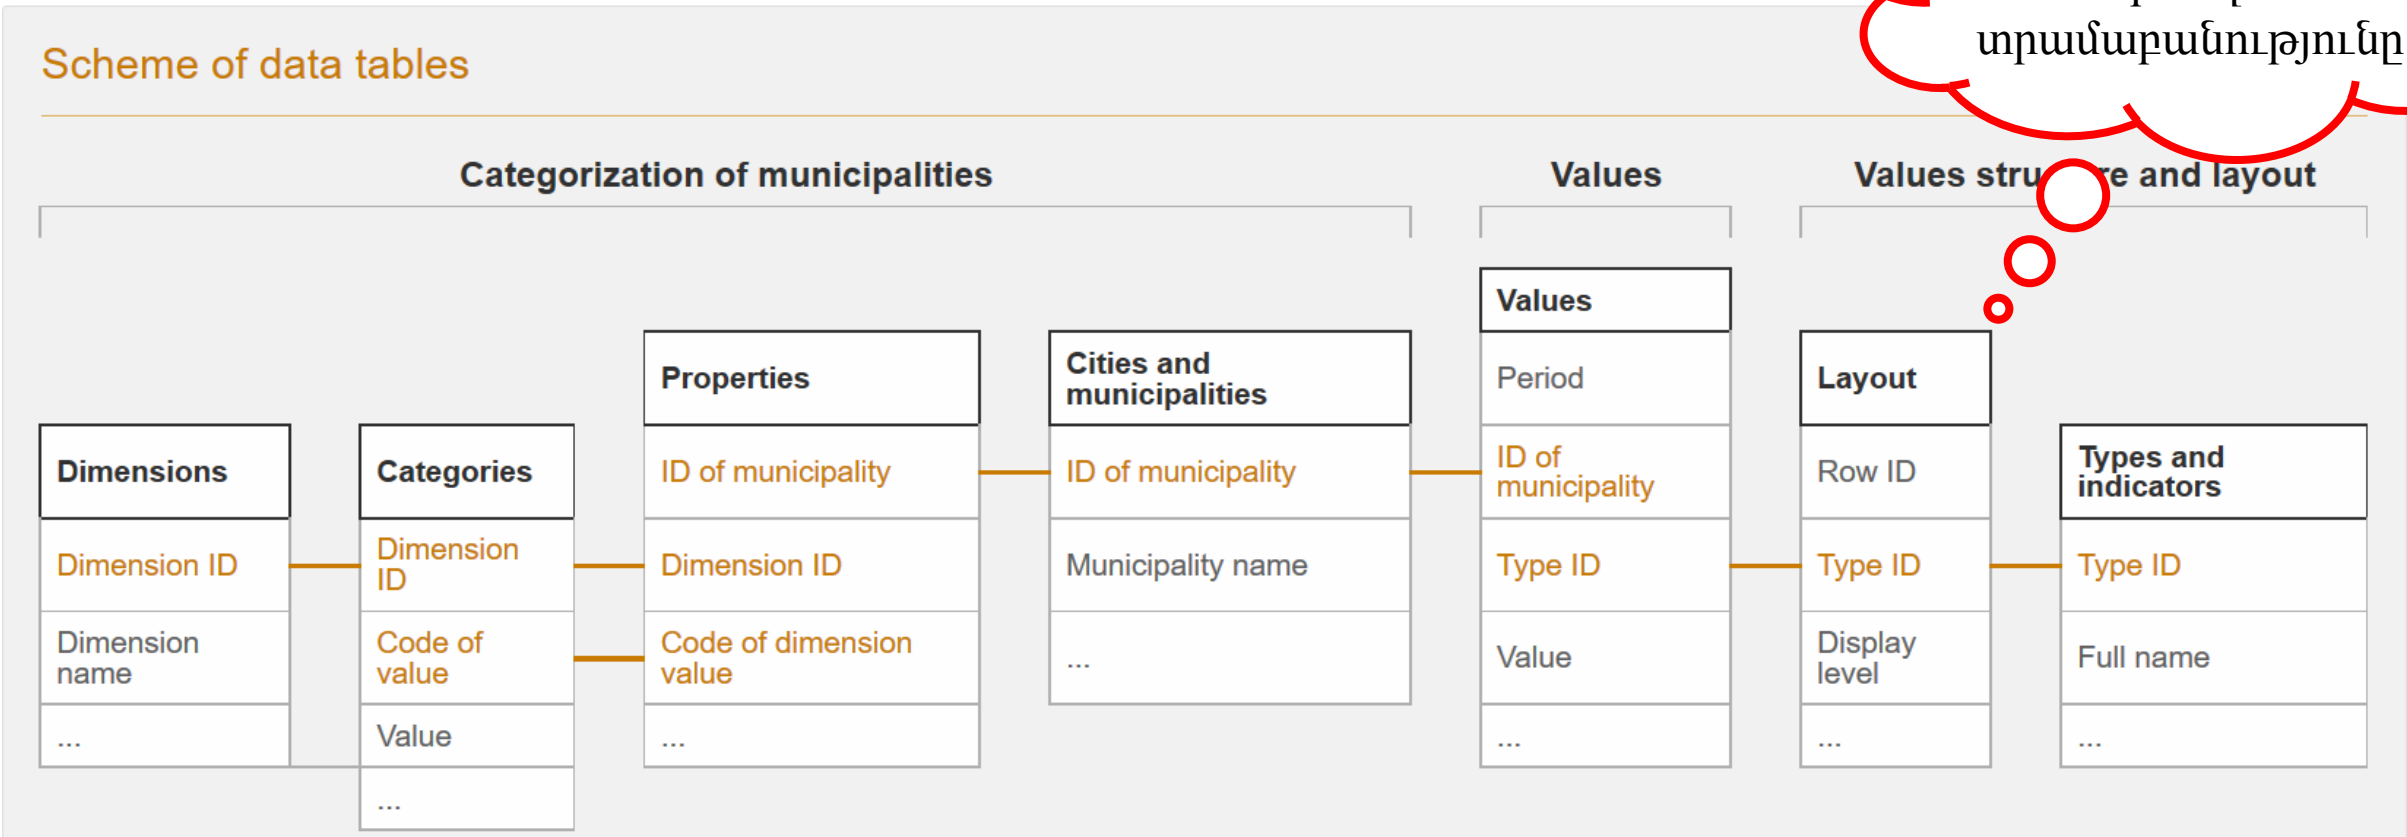 տրամաբանությունը
Scheme of data tables
Categorization of municipalities
Values
Values structure and layout
Dimensions
Dimension ID
Dimension
name
...
Categories
Dimension
ID
Code of
value
Value
...
Properties
ID of municipality
Dimension ID
Code of dimension
value
...
Cities and
municipalities
ID of municipality
Municipality name
...
Values
Period
ID of
municipality
Type ID
Value
...
Layout
Row ID
Type ID
Display
level
...
Types and
indicators
Type ID
Full name
...